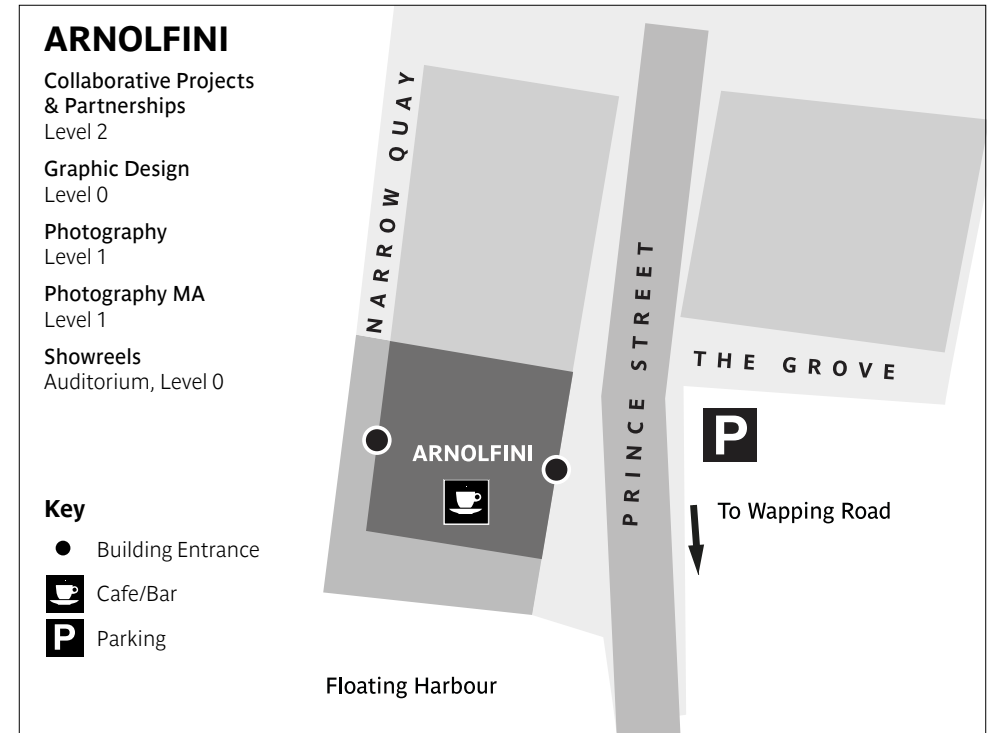 ARNOLFINI
Collaborative Projects
& Partnerships
Level 2
Graphic Design
Level 0
Photography
Level 1
Photography MA
Level 1
Showreels
Auditorium, Level 0
Key
Building Entrance
Cafe/Bar
P Parking
NARROW QUAY
PRINCE STREET
THE GROVE
ARNOLFINI
P
To Wapping Road
Floating Harbour